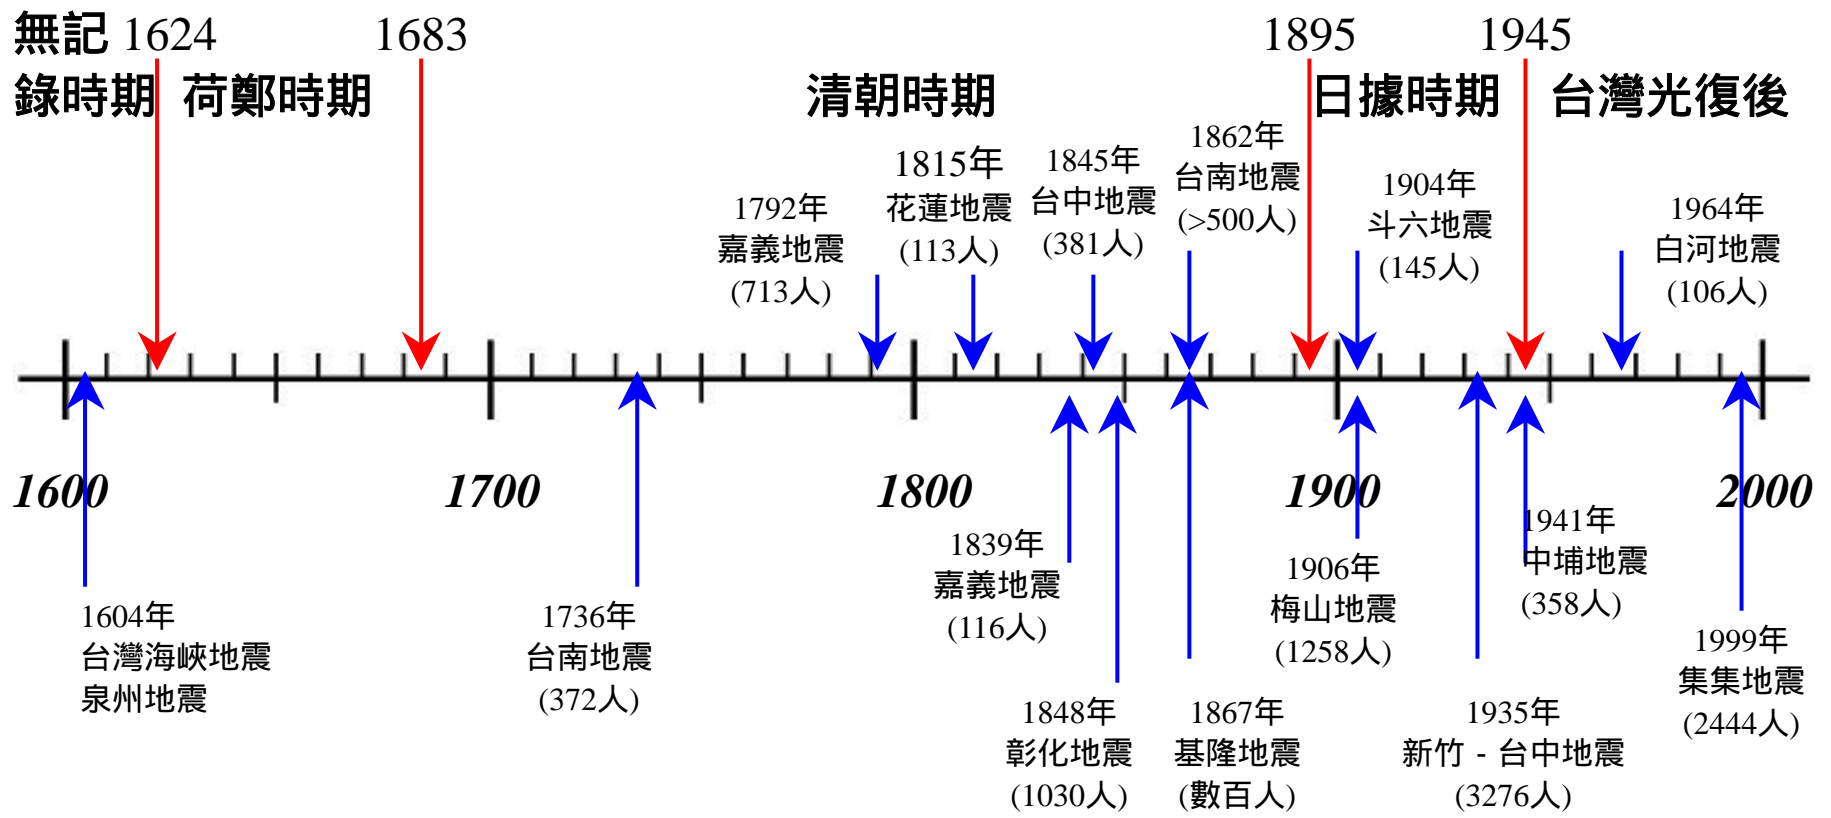 無記 1624
錄時期 荷鄭時期
1683
清朝時期
1895
日據時期
1945
台灣光復後
1792年
嘉義地震
(713人)
1815年
花蓮地震
(113人)
1845年
台中地震
(381人)
1862年
台南地震
(>500人)
1904年
斗六地震
(145人)
1964年
白河地震
(106人)
1600
1700
1800
1900
2000
1604年
台灣海峽地震
泉州地震
1736年
台南地震
(372人)
1839年
嘉義地震
(116人)
1848年
彰化地震
(1030人)
1867年
基隆地震
(數百人)
1906年
梅山地震
(1258人)
1935年
新竹 - 台中地震
(3276人)
1941年
中埔地震
(358人)
1999年
集集地震
(2444人)